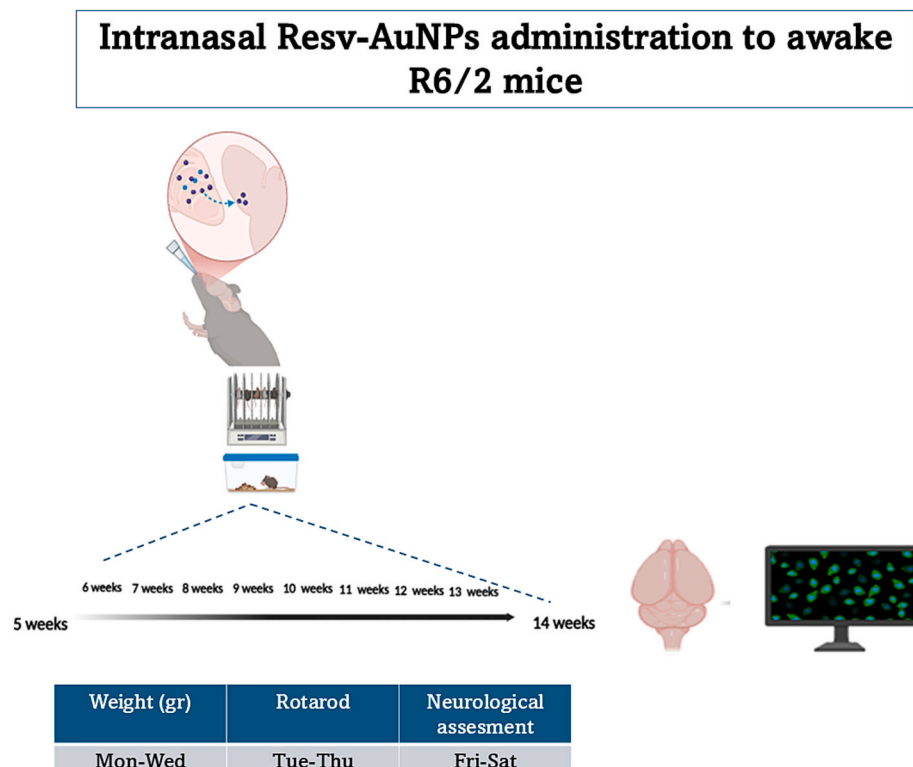 Intranasal Resv-AuNPs administration to awake
R6/2 mice
6 weeks 7 weeks 8 weeks 9 weeks 10 weeks 11 weeks 12 weeks 13 weeks
5 weeks 14 weeks
Weight (gr) Rotarod Neurological
assesment
Mon-Wed Tue-Thu Fri-Sat